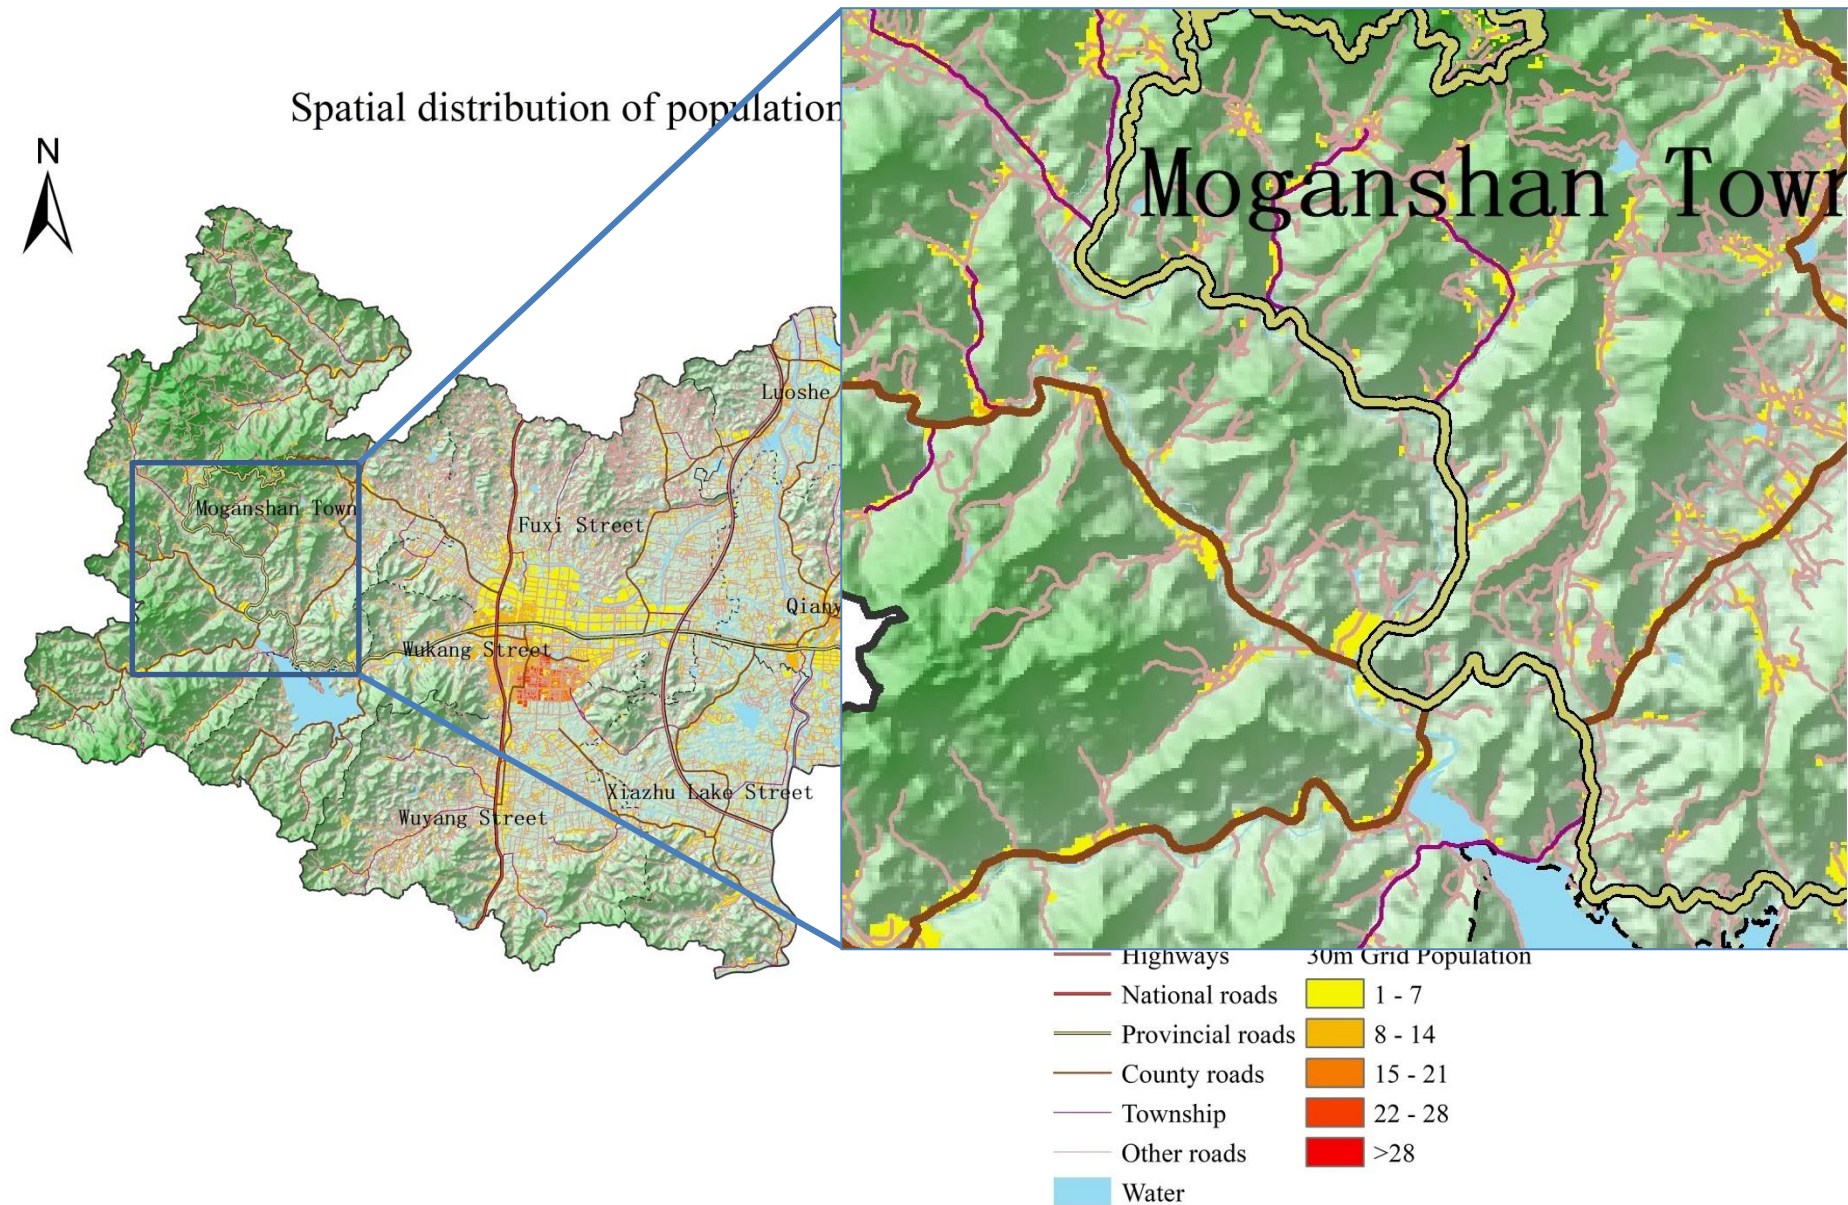 Spatial distribution of population
N
Moganshan Town
Luoshe
Moganshan Town
Fuxi Street
Qiany
Wukang Street
Xiazhu Lake Street
Wuyang Street
Highways
30m Grid Population
National roads
1 - 7
Provincial roads
8 - 14
County roads
15 - 21
Township
22 - 28
Other roads
>28
Water